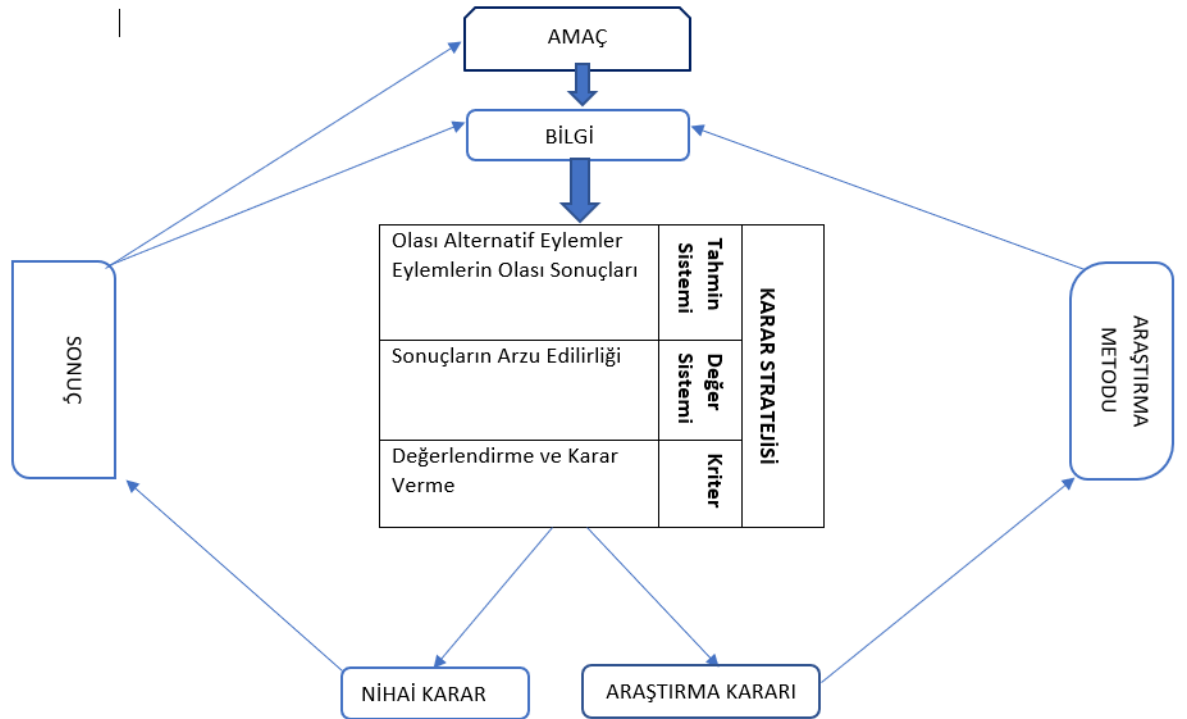 AMAÇ
BİLGİ
Olası Alternatif Eylemler
Eylemlerin Olası Sonuçları
Tahmin
Sistemi
KARAR STRATEJİSİ
Sonuçların Arzu Edilirliği
Değer
Sistemi
Değerlendirme ve Karar
Verme
Kriter
SONUÇ
ARAŞTIRMA
METODU
NİHAİ KARAR
ARAŞTIRMA KARARI